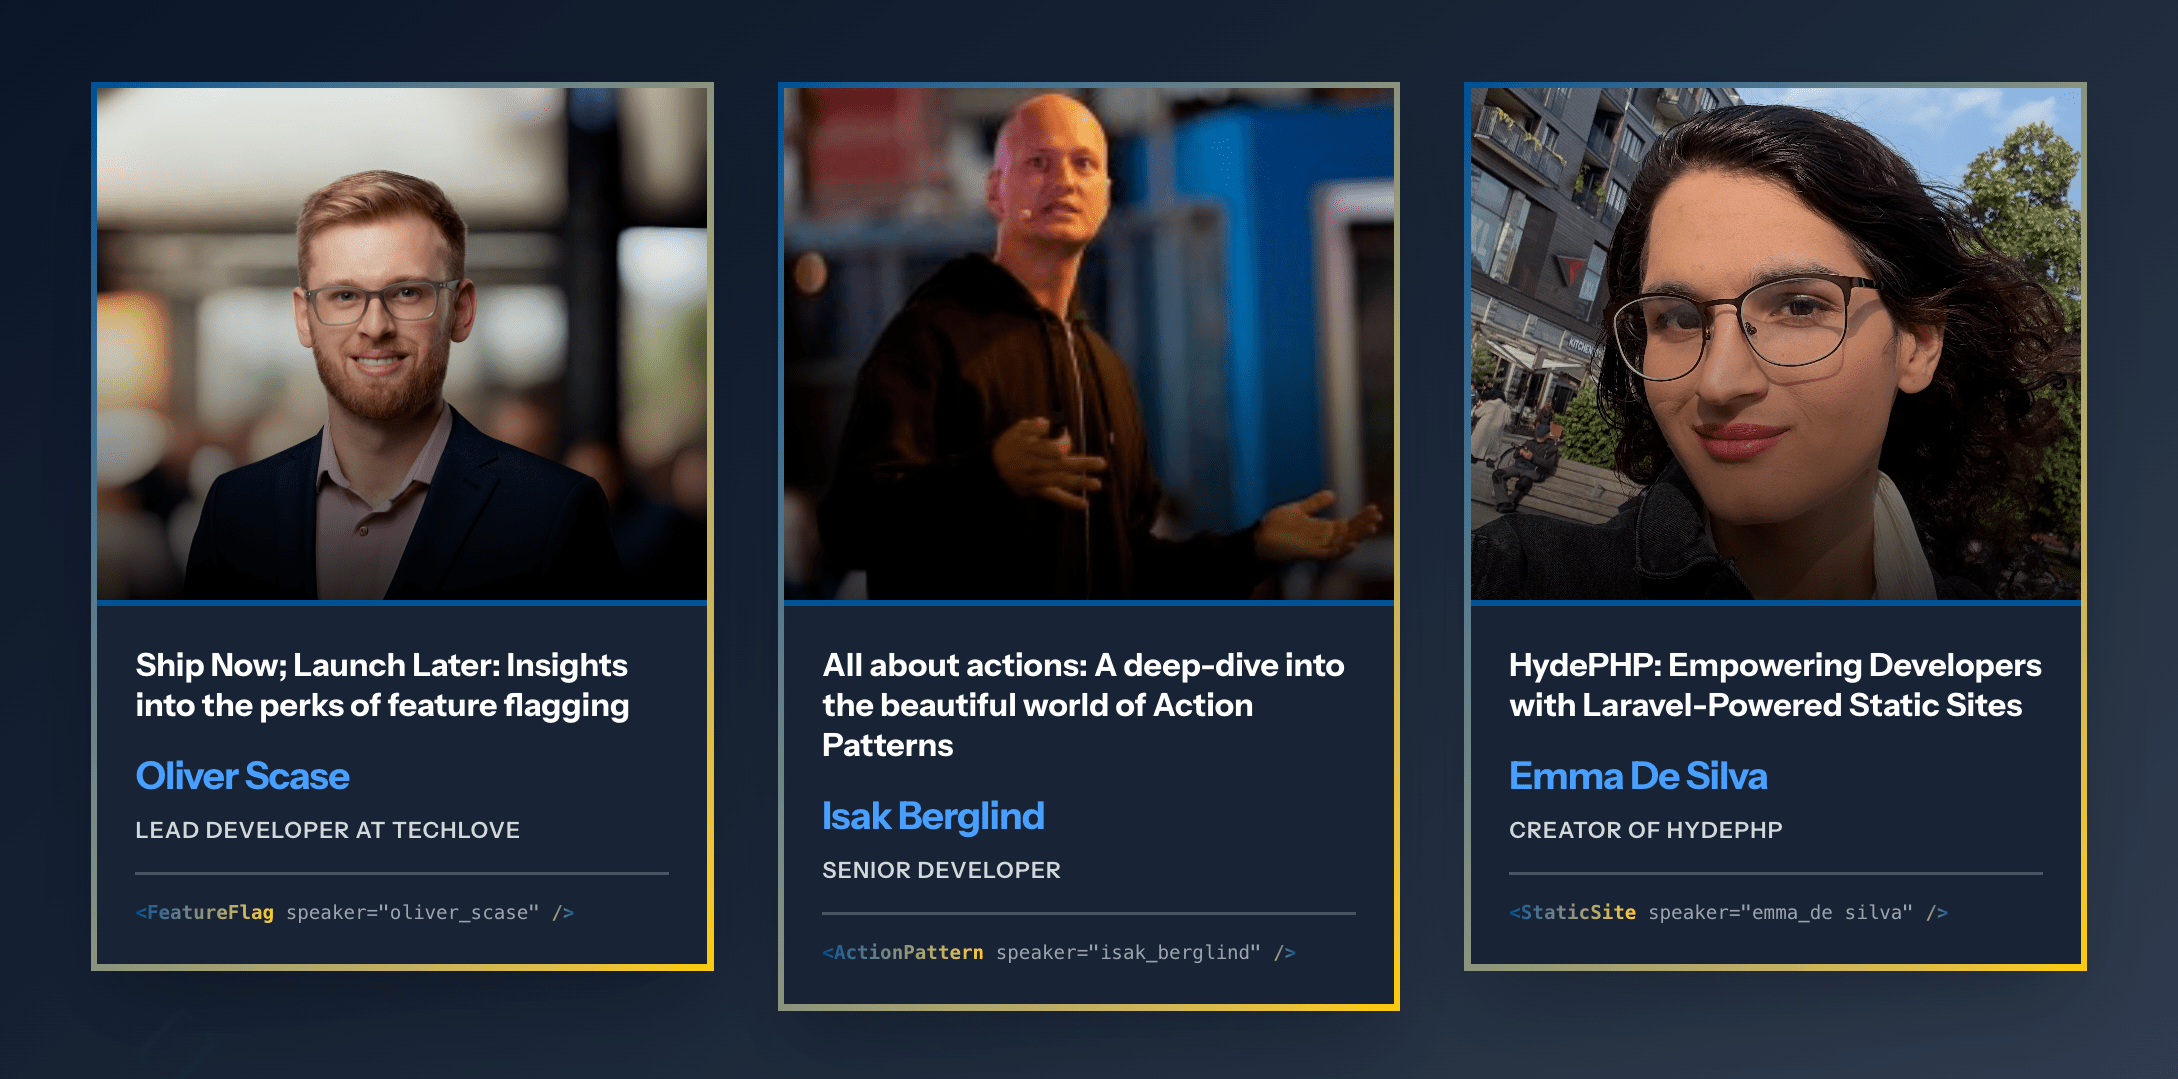 KITCHEN
Ship Now; Launch Later: Insights
into the perks of feature flagging
Oliver Scase
LEAD DEVELOPER AT TECHLOVE
<FeatureFlag speaker="oliver_scase" />
All about actions: A deep-dive into
the beautiful world of Action
Patterns
Isak Berglind
SENIOR DEVELOPER
<ActionPattern speaker="isak_berglind" />
HydePHP: Empowering Developers
with Laravel-Powered Static Sites
Emma De Silva
CREATOR OF HYDEPHP
<StaticSite speaker="emma_de silva" />